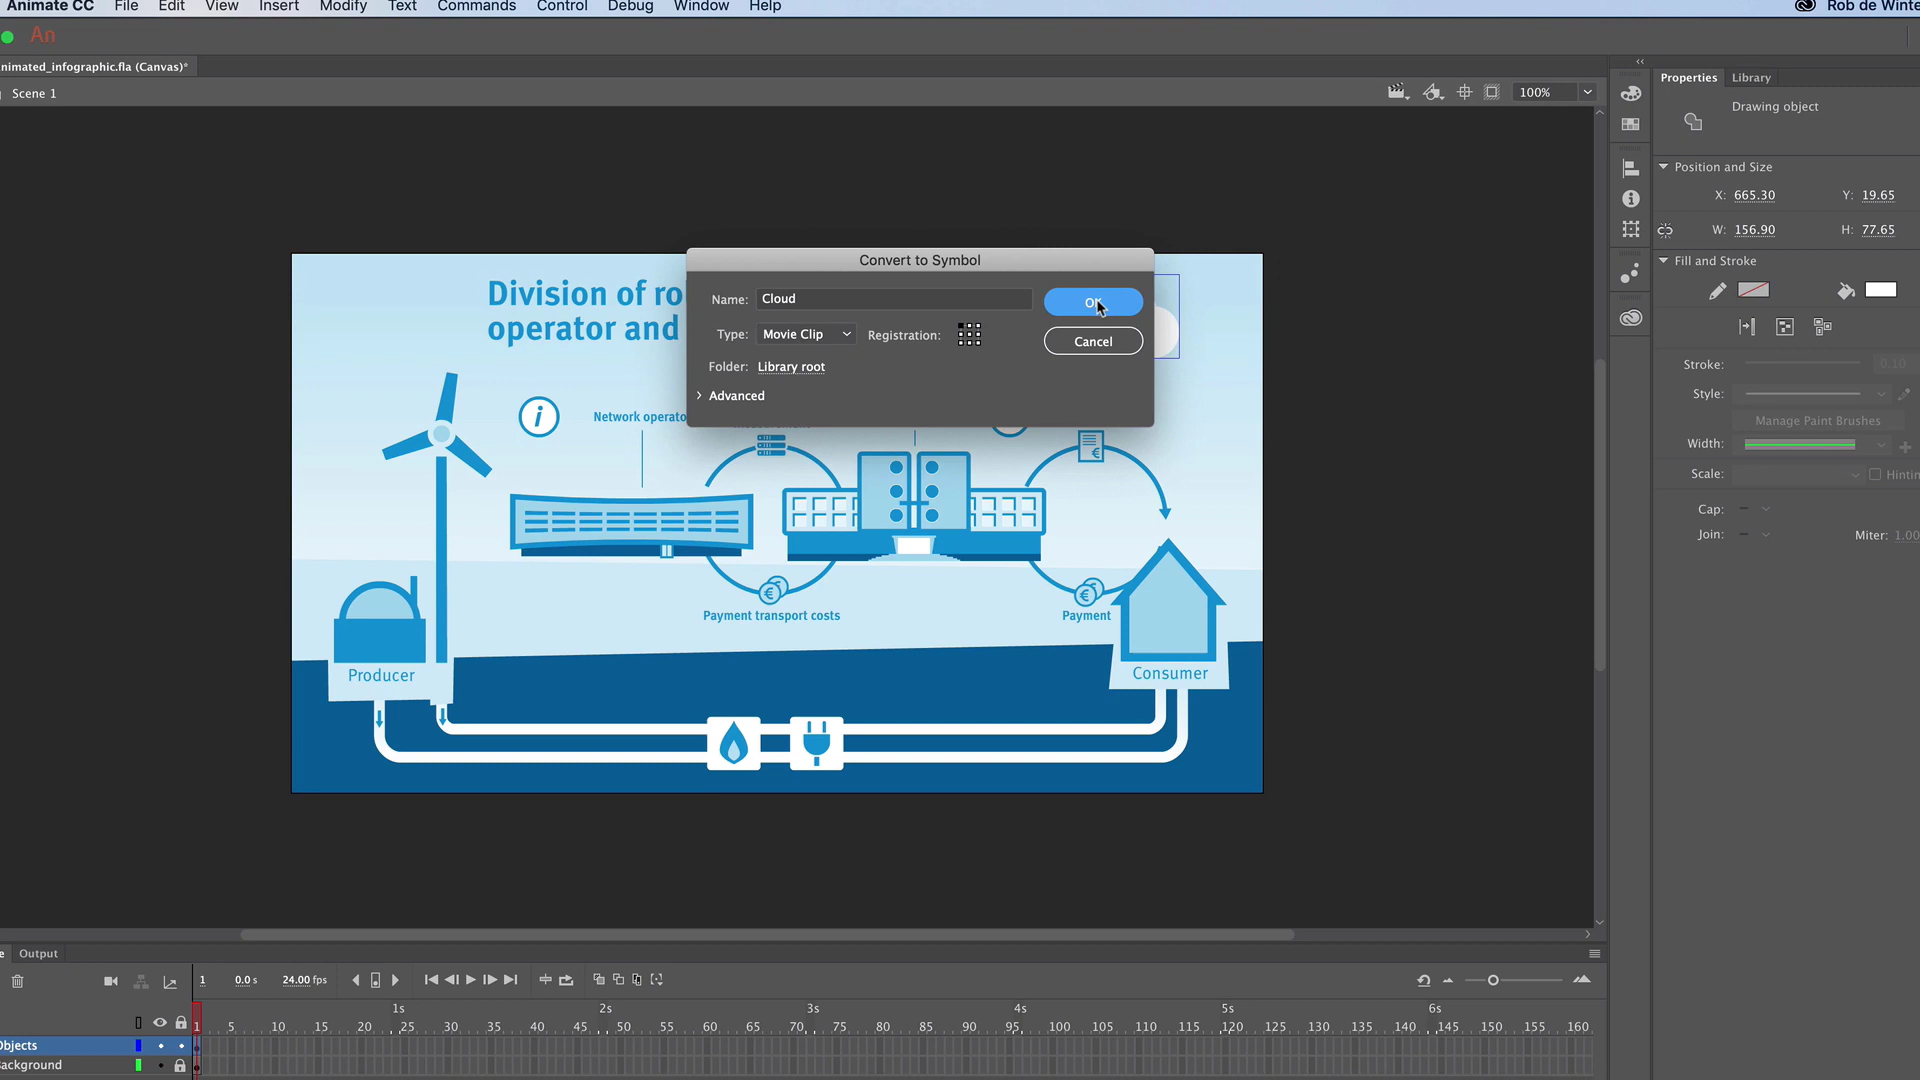 Animate CC File Edit View Insert Modify Text Commands Control Debug Window Help Rob de Winte
An
nimated_infographic.fla (Canvas)*
Scene 1
100%
Properties Library
Drawing object
Position and Size
X: 665.30 Y: 19.65
W: 156.90 H: 77.65
Fill and Stroke
Stroke: 0.10
Style:
Manage Paint Brushes
Width:
Scale: Hintin
Cap:
Join: Miter: 1.00
Convert to Symbol
Name: Cloud
OK
Type: Movie Clip Registration:
Cancel
Folder: Library root
Advanced
Division of ro
operator and
i
Network operato
€
€ €
Payment transport costs Payment
Producer Consumer
e Output
1 0.0 s 24.00 fps
1s 2s 3s 4s 5s 6s
1 5 10 15 20 25 30 35 40 45 50 55 60 65 70 75 80 85 90 95 100 105 110 115 120 125 130 135 140 145 150 155 160
Objects
Background